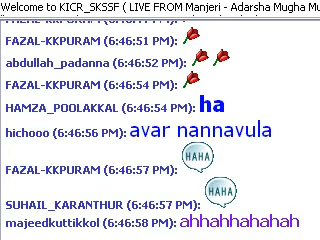 Welcome to KICR_SKSSF ( LIVE FROM Manjeri - Adarsha Mugha Mu
FAZAL-KKPURAM (6:46:51 PM):
abdullah_padanna (6:46:52 PM):
FAZAL-KKPURAM (6:46:54 PM):
HAMZA_POOLAKKAL (6:46:54 PM): ha
hichooo (6:46:56 PM): avar nannavula
FAZAL-KKPURAM (6:46:57 PM): HAHA
SUHAIL_KARANTHUR (6:46:57 PM): HAHA
majeedkuttikkol (6:46:58 PM): ahhahhahahah